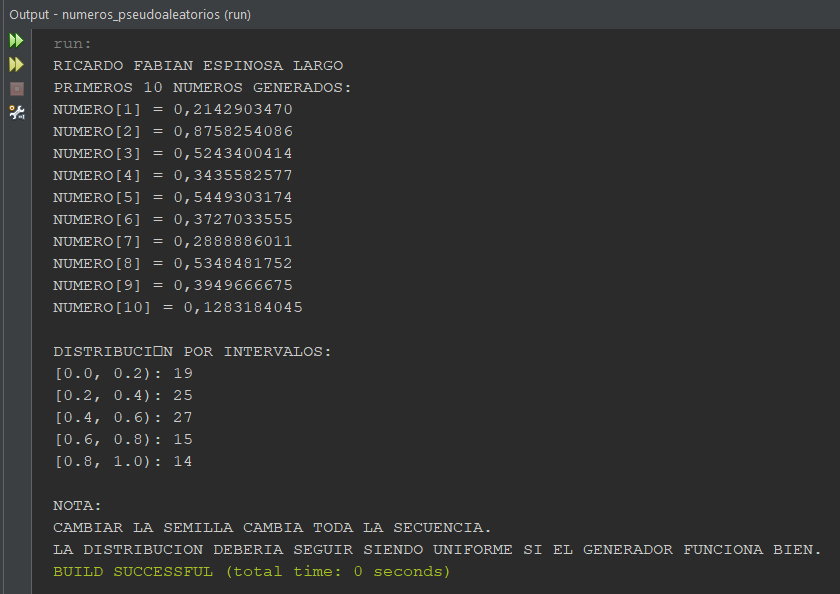 Output - numeros_pseudoaleatorios (run)
run:
RICARDO FABIAN ESPINOSA LARGO
PRIMEROS 10 NUMEROS GENERADOS:
NUMERO[1] = 0,2142903470
NUMERO[2] = 0,8758254086
NUMERO[3] = 0,5243400414
NUMERO[4] = 0,3435582577
NUMERO[5] = 0,5449303174
NUMERO[6] = 0,3727033555
NUMERO[7] = 0,2888886011
NUMERO[8] = 0,5348481752
NUMERO[9] = 0,3949666675
NUMERO[10] = 0,1283184045
DISTRIBUCI□N POR INTERVALOS:
[0.0, 0.2): 19
[0.2, 0.4): 25
[0.4, 0.6): 27
[0.6, 0.8): 15
[0.8, 1.0): 14
NOTA:
CAMBIAR LA SEMILLA CAMBIA TODA LA SECUENCIA.
LA DISTRIBUCION DEBERIA SEGUIR SIENDO UNIFORME SI EL GENERADOR FUNCIONA BIEN.
BUILD SUCCESSFUL (total time: 0 seconds)